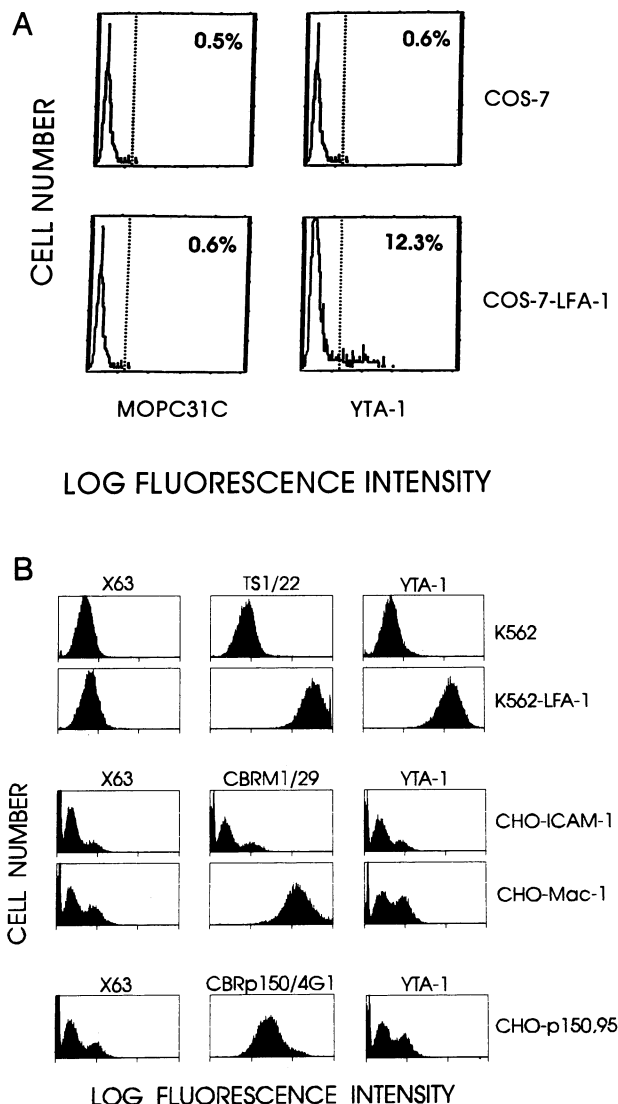 A
0.5%
0.6%
COS-7
CELL NUMBER
0.6%
12.3%
COS-7-LFA-1
MOPC31C
YTA-1
LOG FLUORESCENCE INTENSITY
B
X63
TS1/22
YTA-1
K562
K562-LFA-1
X63
CBRM1/29
YTA-1
CHO-ICAM-1
CELL NUMBER
CHO-Mac-1
X63
CBRp150/4G1
YTA-1
CHO-p150,95
LOG FLUORESCENCE INTENSITY